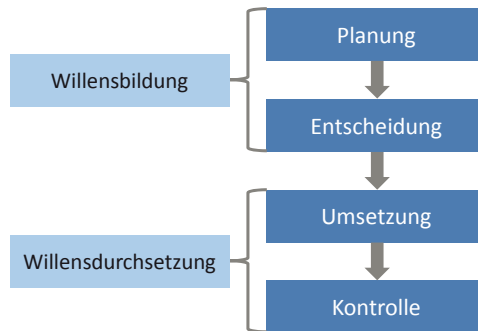 Planung
Willensbildung
Entscheidung
Umsetzung
Willensdurchsetzung
Kontrolle